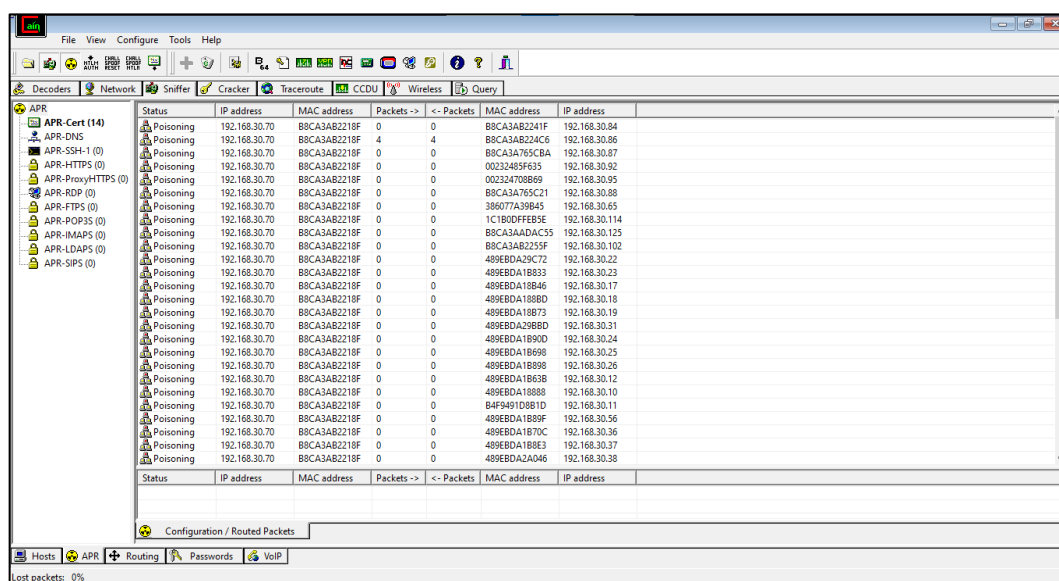 ain
File View Configure Tools Help
Decoders Network Sniffer Cracker Traceroute CCDU Wireless Query
APR
APR-Cert (14)
APR-DNS
APR-SSH-1 (0)
APR-HTTPS (0)
APR-ProxyHTTPS (0)
APR-RDP (0)
APR-FTPS (0)
APR-POP3S (0)
APR-IMAPS (0)
APR-LDAPS (0)
APR-SIPS (0)
Status IP address MAC address Packets -> <- Packets MAC address IP address
Poisoning 192.168.30.70 B8CA3AB2218F 0 0 B8CA3AB2241F 192.168.30.84
Poisoning 192.168.30.70 B8CA3AB2218F 4 4 B8CA3AB224C6 192.168.30.86
Poisoning 192.168.30.70 B8CA3AB2218F 0 0 B8CA3A765CBA 192.168.30.87
Poisoning 192.168.30.70 B8CA3AB2218F 0 0 00232485F635 192.168.30.92
Poisoning 192.168.30.70 B8CA3AB2218F 0 0 002324708B69 192.168.30.95
Poisoning 192.168.30.70 B8CA3AB2218F 0 0 B8CA3A765C21 192.168.30.88
Poisoning 192.168.30.70 B8CA3AB2218F 0 0 386077A39B45 192.168.30.65
Poisoning 192.168.30.70 B8CA3AB2218F 0 0 1C1B0DFFEB5E 192.168.30.114
Poisoning 192.168.30.70 B8CA3AB2218F 0 0 B8CA3AADAC55 192.168.30.125
Poisoning 192.168.30.70 B8CA3AB2218F 0 0 B8CA3AB2255F 192.168.30.102
Poisoning 192.168.30.70 B8CA3AB2218F 0 0 489EBDA29C72 192.168.30.22
Poisoning 192.168.30.70 B8CA3AB2218F 0 0 489EBDA1B833 192.168.30.23
Poisoning 192.168.30.70 B8CA3AB2218F 0 0 489EBDA18B46 192.168.30.17
Poisoning 192.168.30.70 B8CA3AB2218F 0 0 489EBDA188BD 192.168.30.18
Poisoning 192.168.30.70 B8CA3AB2218F 0 0 489EBDA18B73 192.168.30.19
Poisoning 192.168.30.70 B8CA3AB2218F 0 0 489EBDA29BBD 192.168.30.31
Poisoning 192.168.30.70 B8CA3AB2218F 0 0 489EBDA1B90D 192.168.30.24
Poisoning 192.168.30.70 B8CA3AB2218F 0 0 489EBDA1B698 192.168.30.25
Poisoning 192.168.30.70 B8CA3AB2218F 0 0 489EBDA1B898 192.168.30.26
Poisoning 192.168.30.70 B8CA3AB2218F 0 0 489EBDA1B63B 192.168.30.12
Poisoning 192.168.30.70 B8CA3AB2218F 0 0 489EBDA18888 192.168.30.10
Poisoning 192.168.30.70 B8CA3AB2218F 0 0 B4F9491D8B1D 192.168.30.11
Poisoning 192.168.30.70 B8CA3AB2218F 0 0 489EBDA1B89F 192.168.30.56
Poisoning 192.168.30.70 B8CA3AB2218F 0 0 489EBDA1B70C 192.168.30.36
Poisoning 192.168.30.70 B8CA3AB2218F 0 0 489EBDA1B8E3 192.168.30.37
Poisoning 192.168.30.70 B8CA3AB2218F 0 0 489EBDA2A046 192.168.30.38
Status IP address MAC address Packets -> <- Packets MAC address IP address
Configuration / Routed Packets
Hosts APR Routing Passwords VoIP
Lost packets: 0%